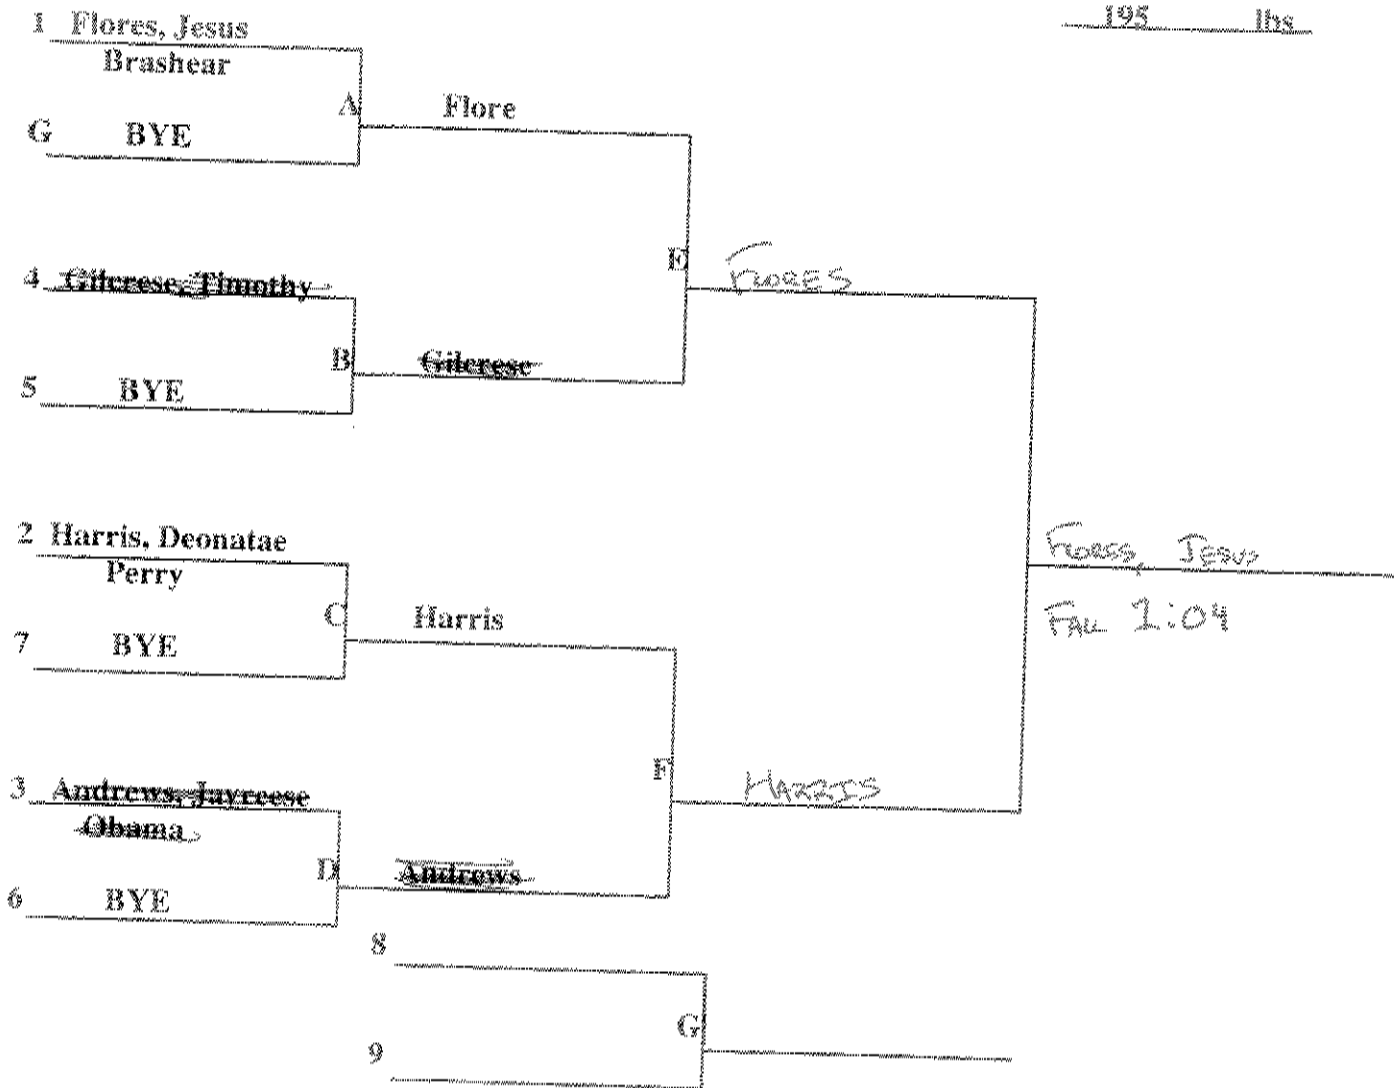 195 lbs
1 Flores, Jesus
Brashear
A
Flore
G BYE
E
FLORES
4 Gilcrese, Timothy
B
Gilcrese
5 BYE
2 Harris, Deonatae
Perry
C
Harris
7 BYE
FLORES, JESUS
FALL 1:04
F
HARRIS
3 Andrews, Jayreese
Obama
D
Andrews
6 BYE
8
G
9